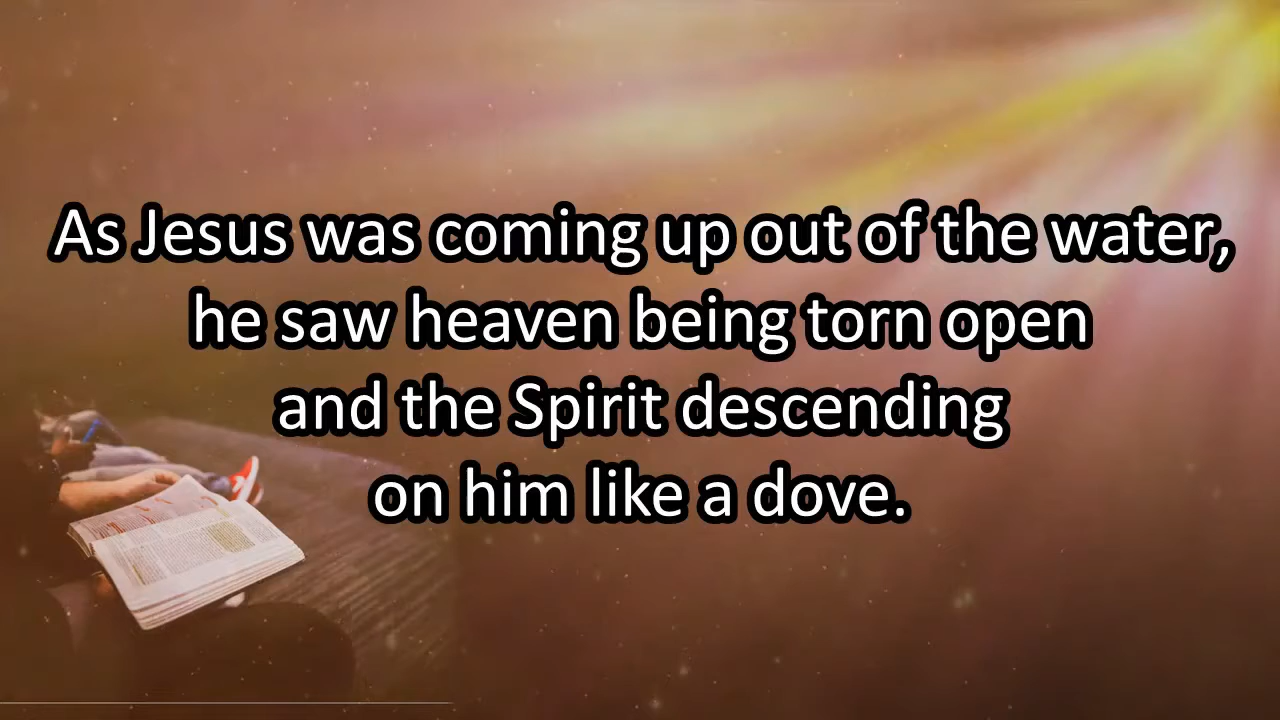 As Jesus was coming up out of the water,
he saw heaven being torn open
and the Spirit descending
on him like a dove.